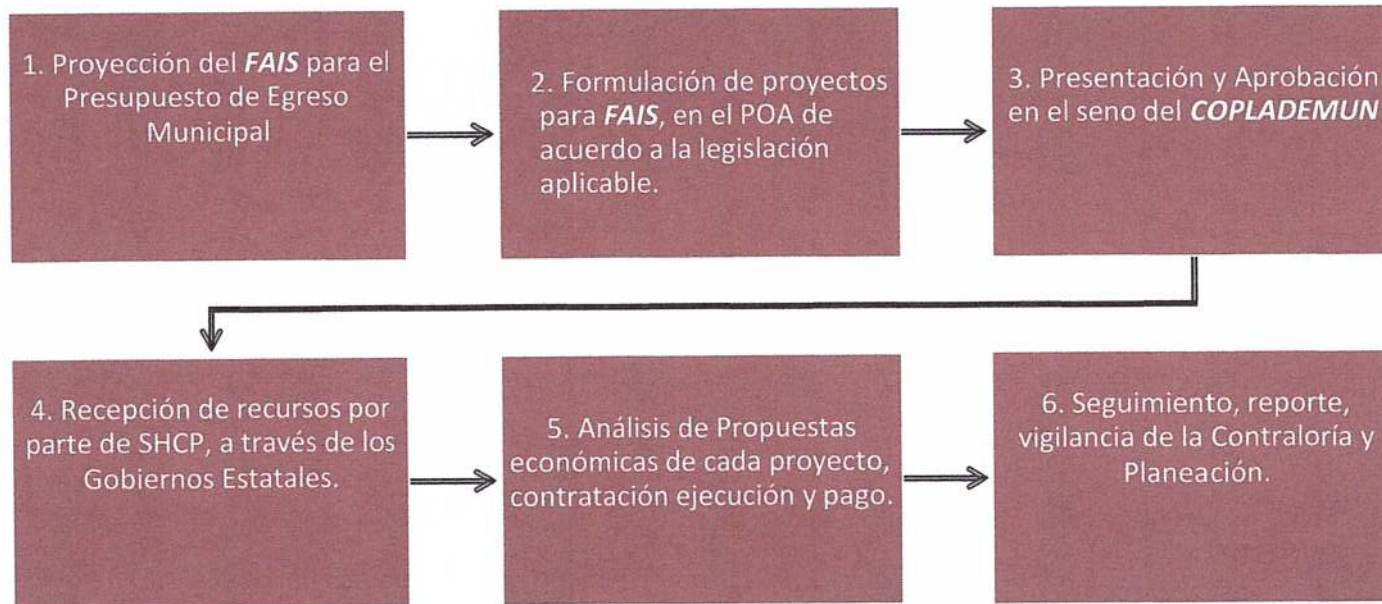 1. Proyección del FAIS para el
Presupuesto de Egreso
Municipal
2. Formulación de proyectos
para FAIS, en el POA de
acuerdo a la legislación
aplicable.
3. Presentación y Aprobación
en el seno del COPLADEMUN
4. Recepción de recursos por
parte de SHCP, a través de los
Gobiernos Estatales.
5. Análisis de Propuestas
económicas de cada proyecto,
contratación ejecución y pago.
6. Seguimiento, reporte,
vigilancia de la Contraloría y
Planeación.